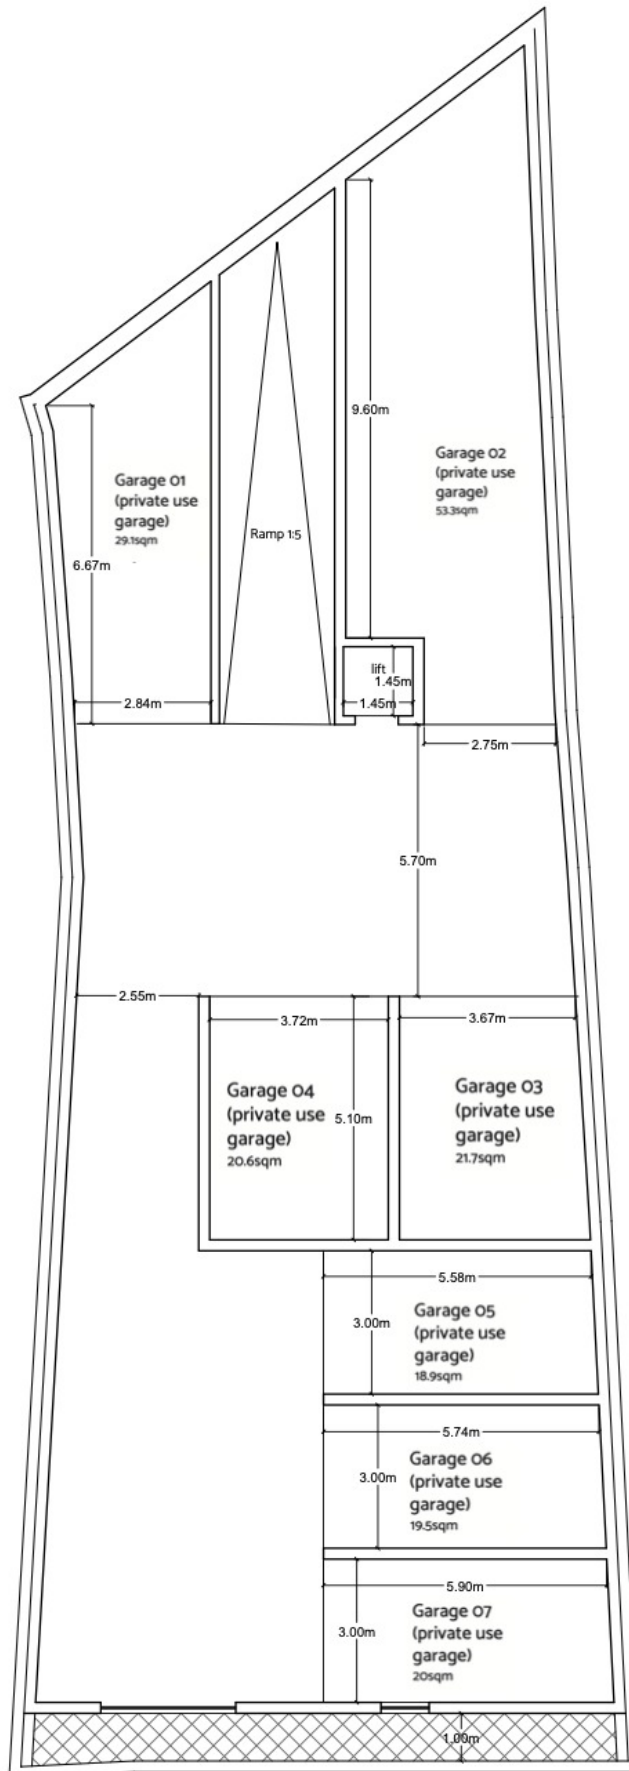 9.60m
Garage 02
(private use
garage)
53.3sqm
Garage 01
(private use
garage)
29.1sqm
Ramp 1:5
6.67m
lift
1.45m
1.45m
2.84m
2.75m
5.70m
2.55m
3.72m
3.67m
Garage 04
(private use
garage)
20.6sqm
5.10m
Garage 03
(private use
garage)
21.7sqm
5.58m
3.00m
Garage 05
(private use
garage)
18.9sqm
5.74m
3.00m
Garage 06
(private use
garage)
19.5sqm
5.90m
3.00m
Garage 07
(private use
garage)
20sqm
1.00m